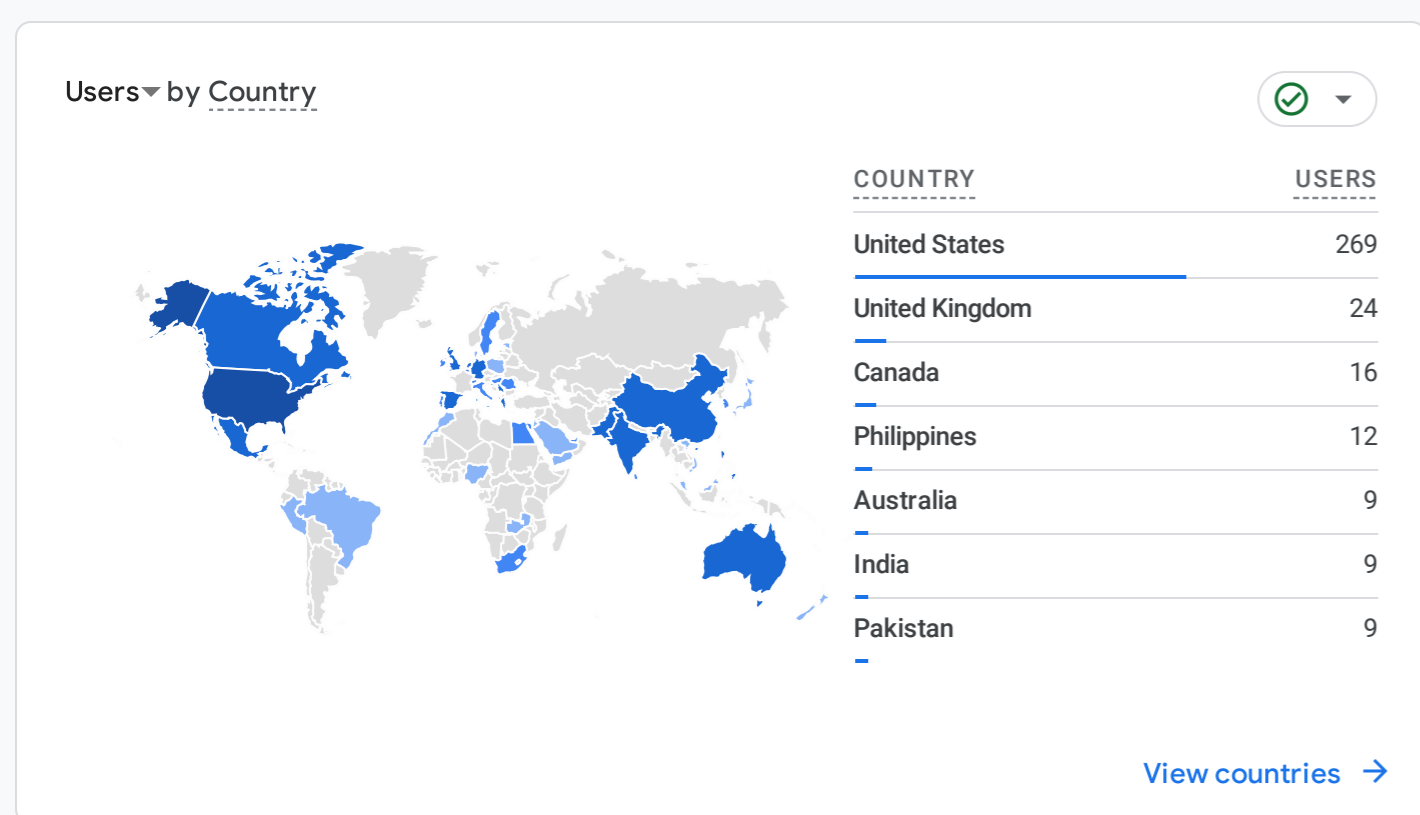 Users by Country
COUNTRY USERS
United States 269
United Kingdom 24
Canada 16
Philippines 12
Australia 9
India 9
Pakistan 9
View countries